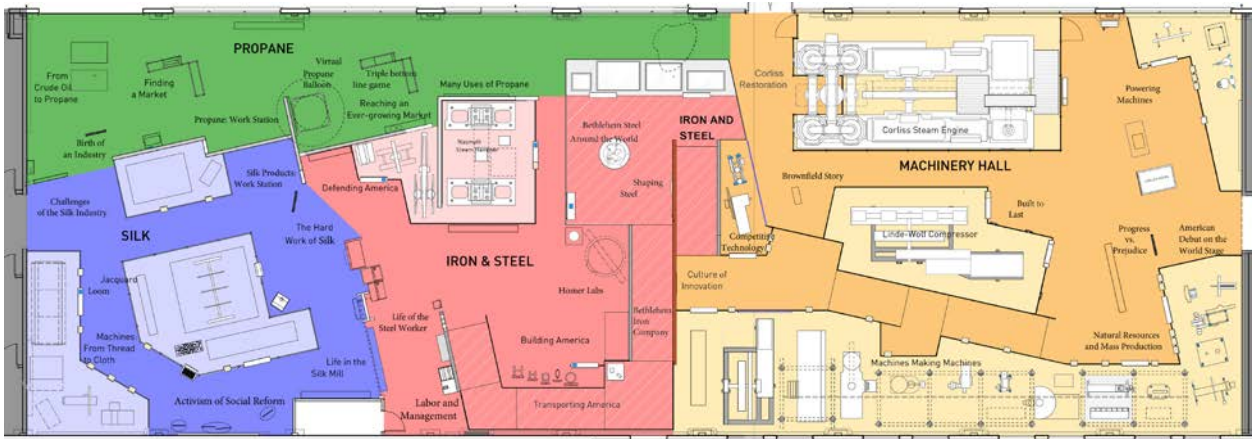 PROPANE
From
Crude Oil
to Propane
Finding
a Market
Virtual
Propane
Balloon
Triple bottom
line game
Many Uses of Propane
Reaching an
Ever-growing Market
Propane: Work Station
Birth of
an Industry
Silk Products
Work Station
Challenges
of the Silk Industry
SILK
The Hard
Work of Silk
Jacquard
Loom
Machines:
From Thread
to Cloth
Life in the
Silk Mill
Activism of Social Reform
Defending America
IRON & STEEL
Life of the
Steel Worker
Labor and
Management
Building America
Transporting America
Homer Labs
Bethlehem
Iron
Company
Bethlehem Steel
Around the World
Shaping
Steel
IRON AND
STEEL
Competitive
Technology
Culture of
Innovation
Corliss
Restoration
Corliss Steam Engine
MACHINERY HALL
Brownfield Story
Linde-Wolf Compressor
Built to
Last
Powering
Machines
Progress
vs.
Prejudice
American
Debut on the
World Stage
Natural Resources
and Mass Production
Machines Making Machines